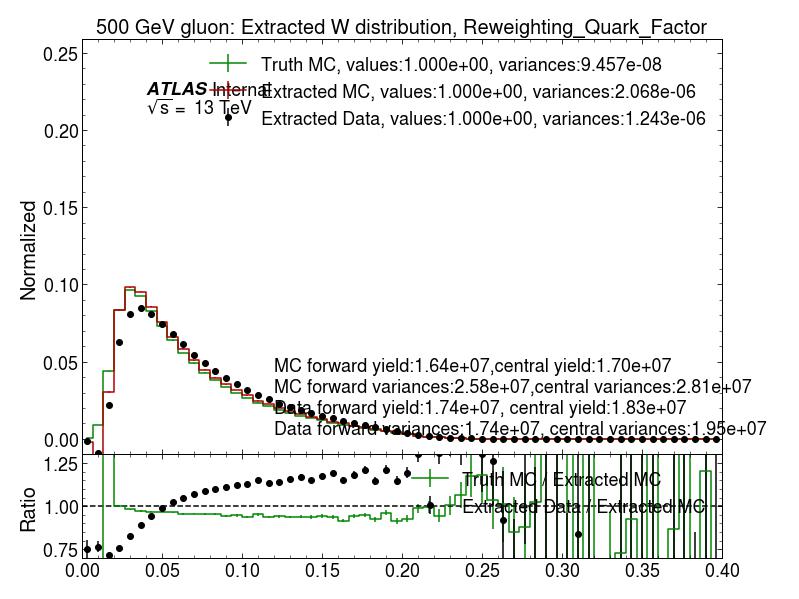 500 GeV gluon: Extracted W distribution, Reweighting_Quark_Factor
Normalized
0.25
0.20
0.15
0.10
0.05
0.00
Truth MC, values:1.000e+00, variances:9.457e-08
Extracted MC, values:1.000e+00, variances:2.068e-06
Extracted Data, values:1.000e+00, variances:1.243e-06
ATLAS Internal
√s = 13 TeV
MC forward yield:1.64e+07,central yield:1.70e+07
MC forward variances:2.58e+07,central variances:2.81e+07
Data forward yield:1.74e+07, central yield:1.83e+07
Data forward variances:1.74e+07, central variances:1.95e+07
Ratio
1.25
1.00
0.75
Truth MC / Extracted MC
Extracted Data / Extracted MC
0.00 0.05 0.10 0.15 0.20 0.25 0.30 0.35 0.40